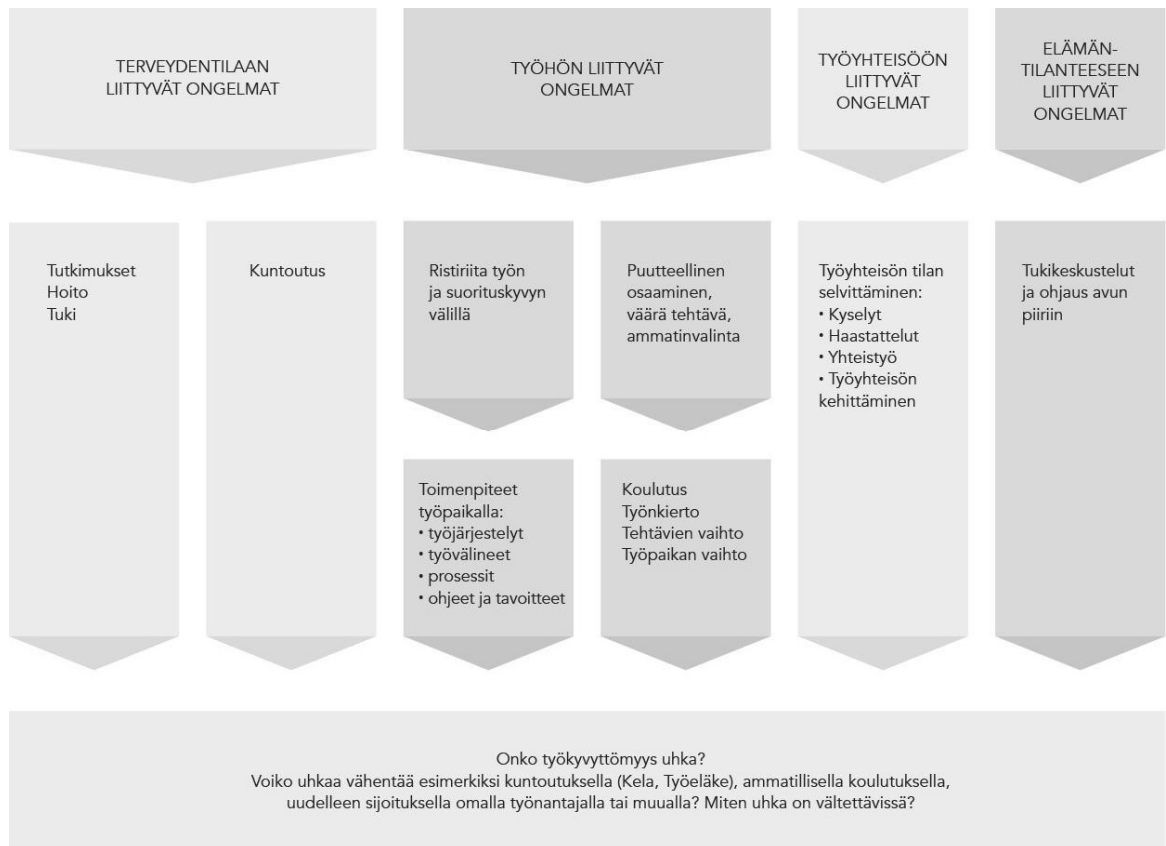 TERVEYDENTILAAN
LIITTYVÄT ONGELMAT
TYÖHÖN LIITTYVÄT
ONGELMAT
TYÖYHTEISÖÖN
LIITTYVÄT
ONGELMAT
ELÄMÄN-
TILANTEESEEN
LIITTYVÄT
ONGELMAT
Tutkimukset
Hoito
Tuki
Kuntoutus
Ristiriita työn
ja suorituskyvyn
välillä
Puutteellinen
osaaminen,
väärä tehtävä,
ammatinvalinta
Työyhteisön tilan
selvittäminen:
• Kyselyt
• Haastattelut
• Yhteistyö
• Työyhteisön
kehittäminen
Tukikeskustelut
ja ohjaus avun
piiriin
Toimenpiteet
työpaikalla:
• työjärjestelyt
• työvälineet
• prosessit
• ohjeet ja tavoitteet
Koulutus
Työnkierto
Tehtävien vaihto
Työpaikan vaihto
Onko työkyvyttömyys uhka?
Voiko uhkaa vähentää esimerkiksi kuntoutuksella (Kela, Työeläke), ammatillisella koulutuksella,
uudelleen sijoituksella omalla työnantajalla tai muualla? Miten uhka on vältettävissä?